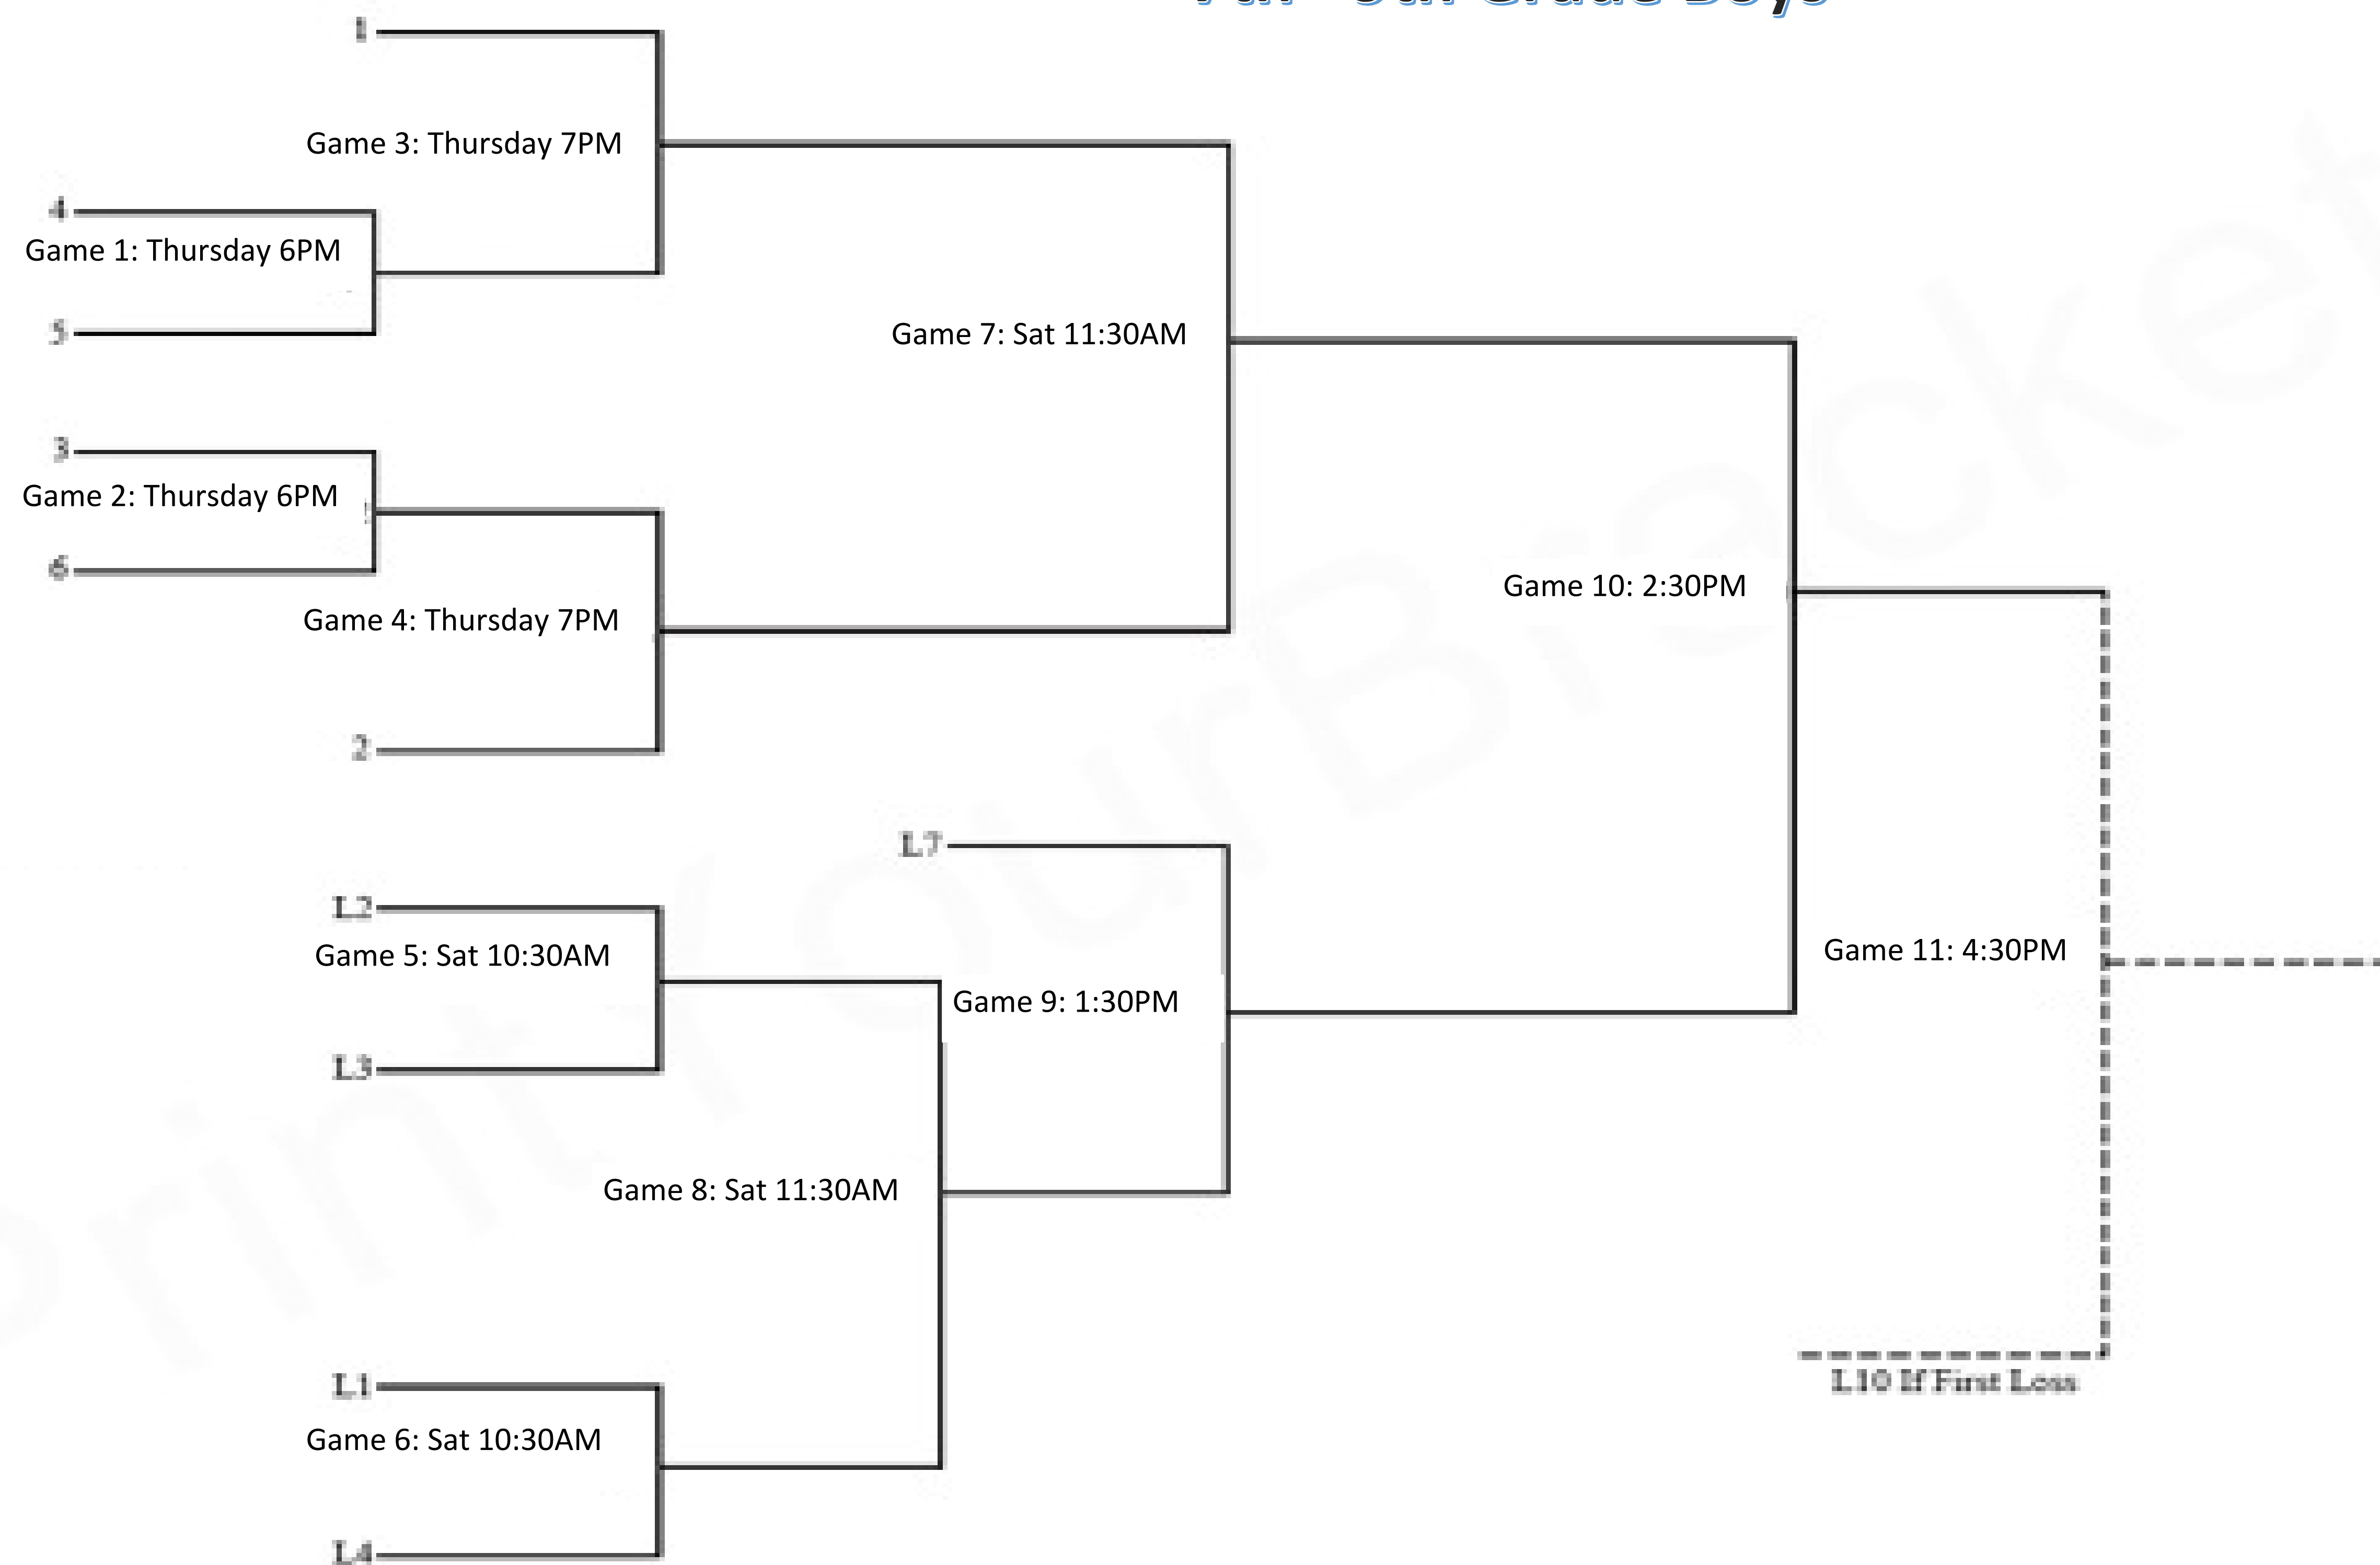 1
Game 3: Thursday 7PM
4
Game 1: Thursday 6PM
5
3
Game 2: Thursday 6PM
6
Game 4: Thursday 7PM
2
Game 7: Sat 11:30AM
Game 10: 2:30PM
L7
L2
Game 5: Sat 10:30AM
L3
Game 9: 1:30PM
Game 11: 4:30PM
Game 8: Sat 11:30AM
L1
Game 6: Sat 10:30AM
L4
L10 If First Loss
PrintYourBracket